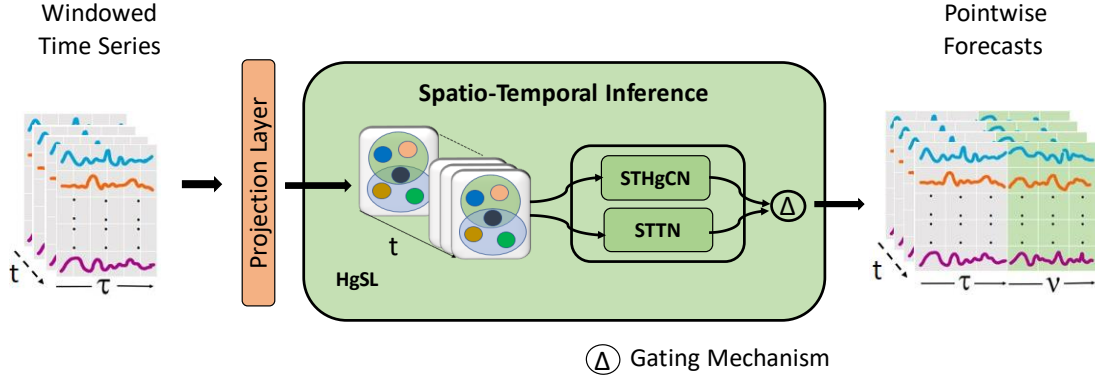 Windowed
Time Series
t
τ
Projection Layer
Spatio-Temporal Inference
t
HgSL
STHgCN
STTN
Δ
Pointwise
Forecasts
t
τ
ν
Δ Gating Mechanism